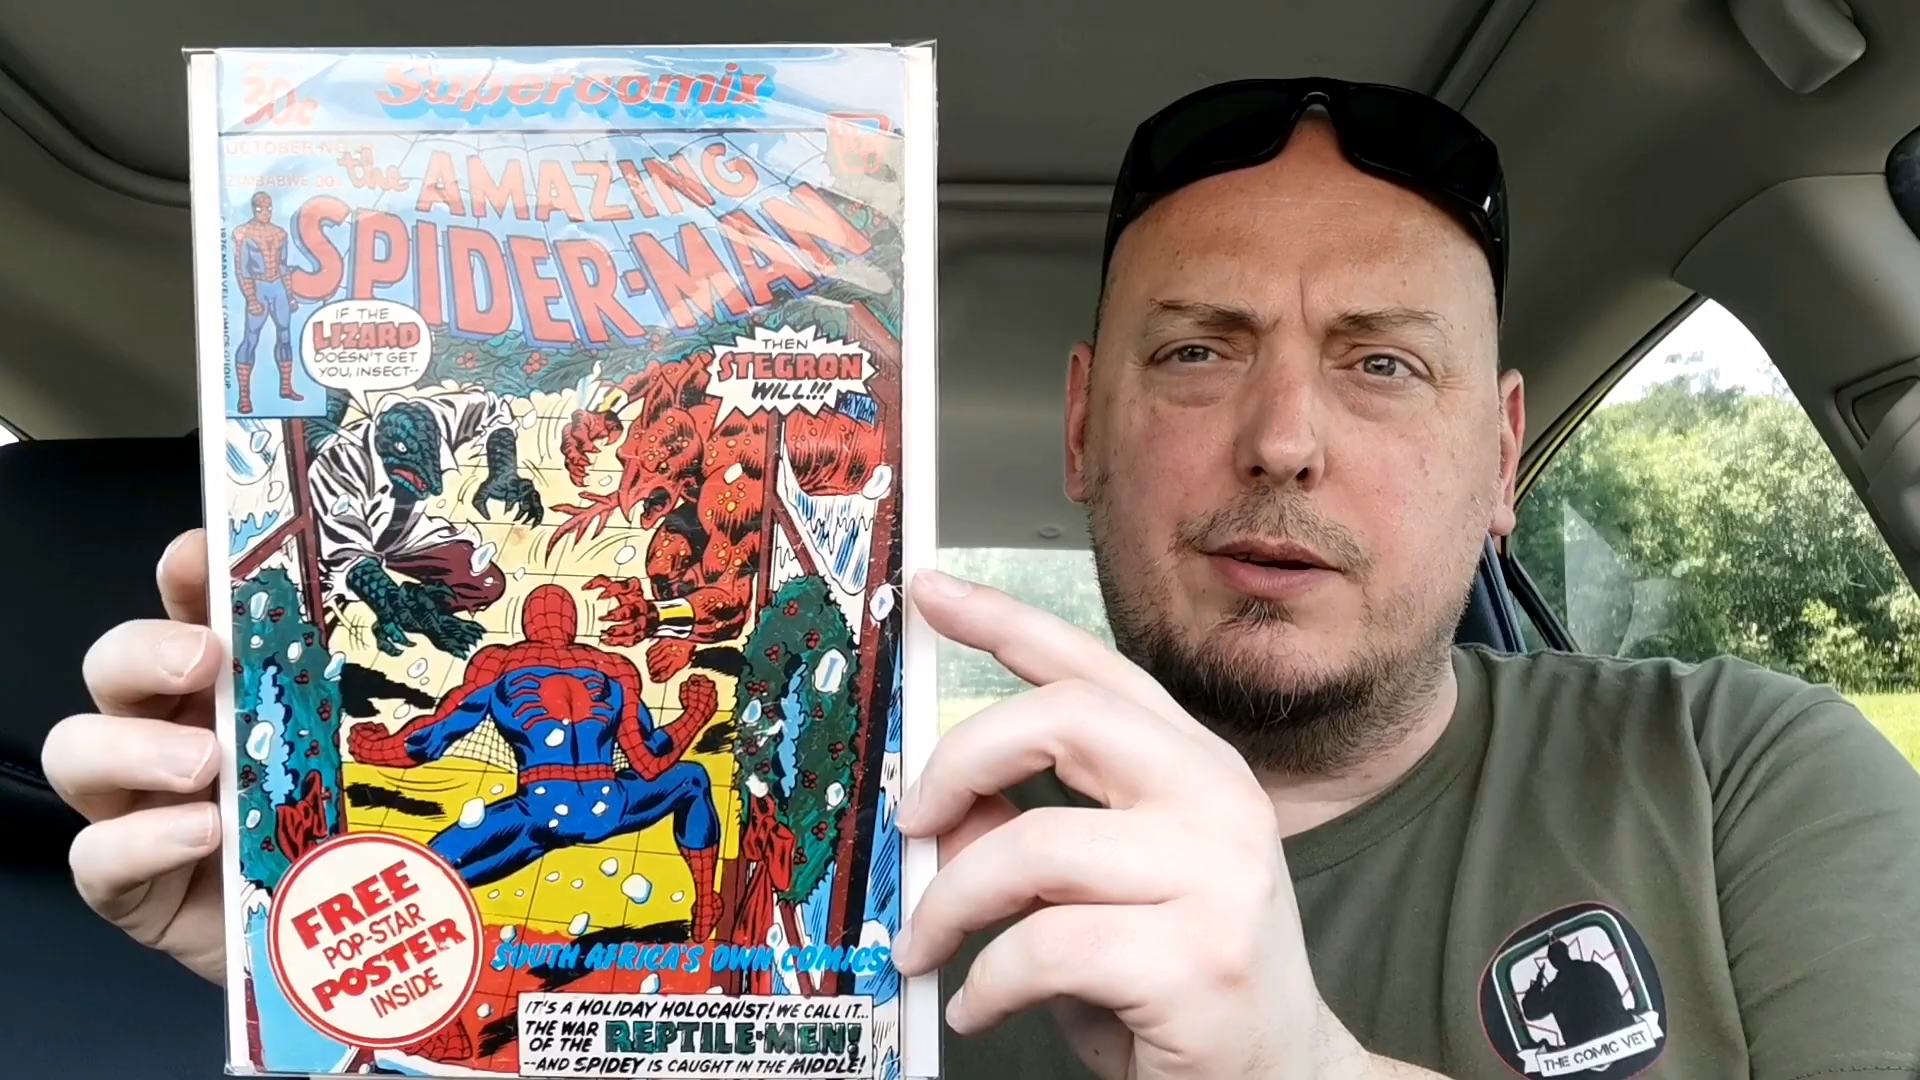 30c
Supercomix
OCTOBER NO.
ZIMBABWE 30c
the
AMAZING
SPIDER-MAN
IF THE
LIZARD
DOESN'T GET
YOU, INSECT--
THEN
STEGRON
WILL!!!
FREE
POP-STAR
POSTER
INSIDE
SOUTH AFRICA'S OWN COMICS
IT'S A HOLIDAY HOLOCAUST! WE CALL IT...
THE WAR
OF THE REPTILE-MEN!
--AND SPIDEY IS CAUGHT IN THE MIDDLE!
THE COMIC VET